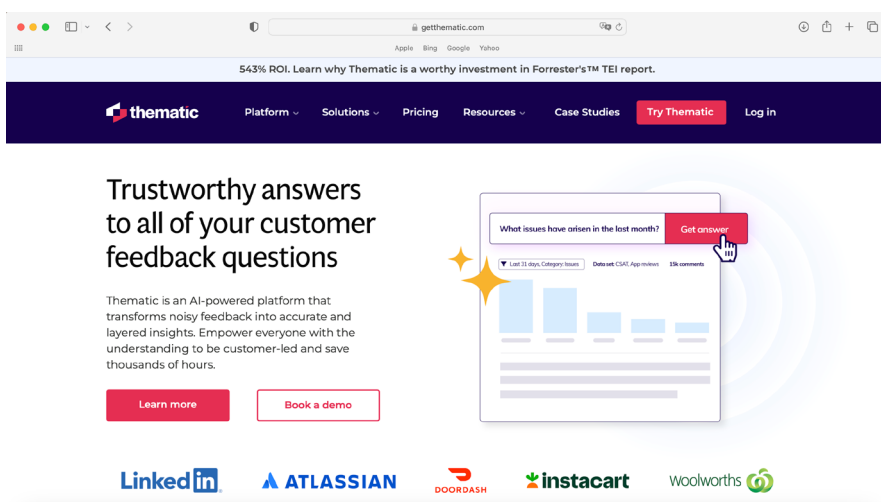 getthematic.com
Apple Bing Google Yahoo
543% ROI. Learn why Thematic is a worthy investment in Forrester's™ TEI report.
thematic Platform Solutions Pricing Resources Case Studies Try Thematic Log in
Trustworthy answers
to all of your customer
feedback questions
What issues have arisen in the last month? Get answer
Last 31 days, Category: Issues Data set: CSAT, App reviews 15k comments
Thematic is an AI-powered platform that
transforms noisy feedback into accurate and
layered insights. Empower everyone with the
understanding to be customer-led and save
thousands of hours.
Learn more Book a demo
Linked in ATLASSIAN DOORDASH instacart Woolworths